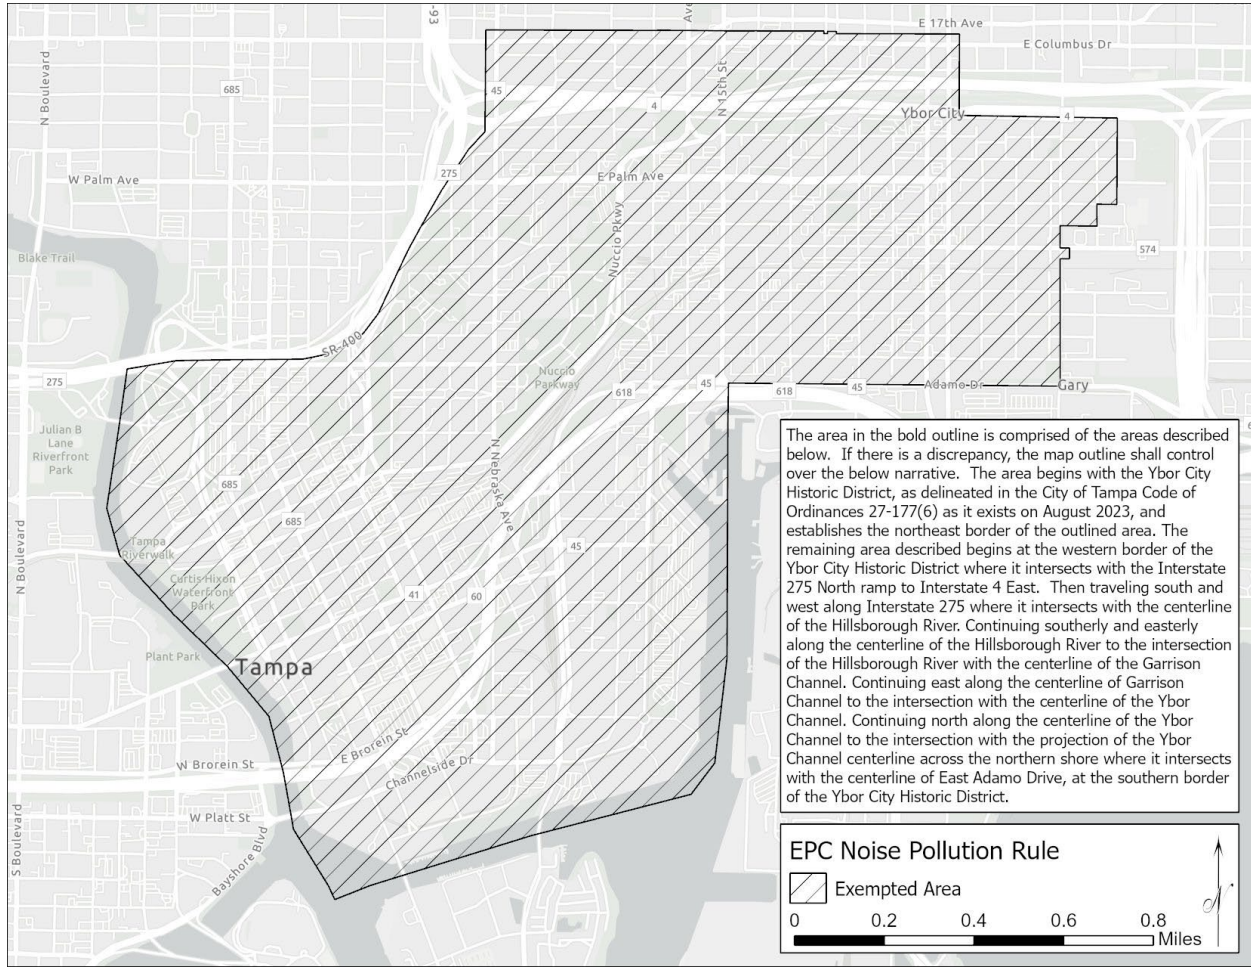 -93
Ave
E 17th Ave
E Columbus Dr
N Boulevard
685
45
4
N 15th St
Ybor City
4
275
W Palm Ave
E Palm Ave
Nuccio Pkwy
574
Blake Trail
SR-400
275
Nuccio
Parkway
618
45
618
45
Adamo Dr
Gary
Julian B
Lane
Riverfront
Park
N Nebraska Ave
685
685
Tampa
Riverwalk
45
N Boulevard
Curtis Hixon
Waterfront
Park
41
60
Plant Park
Tampa
E Brorein St
W Brorein St
Channelside Dr
W Platt St
S Boulevard
Bayshore Blvd
6
The area in the bold outline is comprised of the areas described
below. If there is a discrepancy, the map outline shall control
over the below narrative. The area begins with the Ybor City
Historic District, as delineated in the City of Tampa Code of
Ordinances 27-177(6) as it exists on August 2023, and
establishes the northeast border of the outlined area. The
remaining area described begins at the western border of the
Ybor City Historic District where it intersects with the Interstate
275 North ramp to Interstate 4 East. Then traveling south and
west along Interstate 275 where it intersects with the centerline
of the Hillsborough River. Continuing southerly and easterly
along the centerline of the Hillsborough River to the intersection
of the Hillsborough River with the centerline of the Garrison
Channel. Continuing east along the centerline of Garrison
Channel to the intersection with the centerline of the Ybor
Channel. Continuing north along the centerline of the Ybor
Channel to the intersection with the projection of the Ybor
Channel centerline across the northern shore where it intersects
with the centerline of East Adamo Drive, at the southern border
of the Ybor City Historic District.
EPC Noise Pollution Rule
Exempted Area
0 0.2 0.4 0.6 0.8
Miles
N